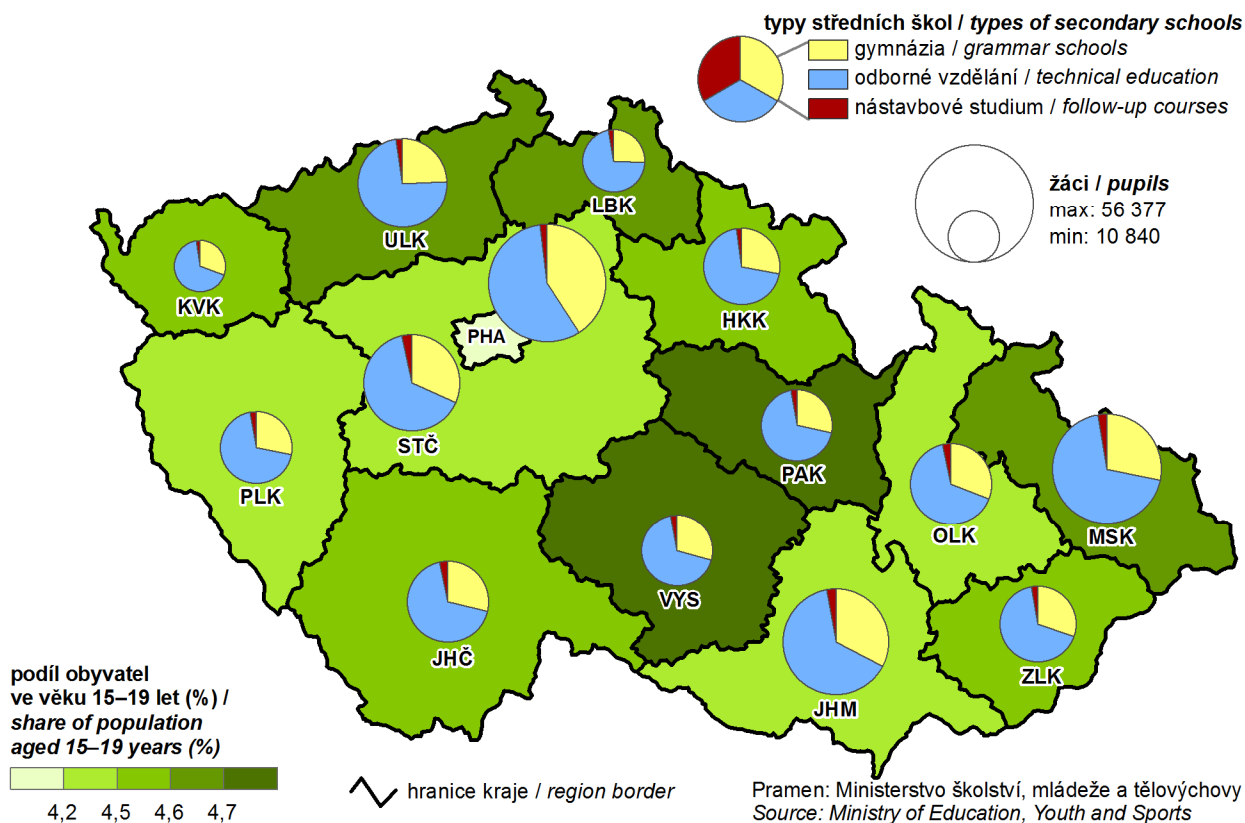 typy středních škol / types of secondary schools
gymnázia / grammar schools
odborné vzdělání / technical education
nástavbové studium / follow-up courses
žáci / pupils
max: 56 377
min: 10 840
LBK
ULK
KVK
HKK
PHA
STČ
PLK
PAK
OLK
MSK
VYS
JHČ
ZLK
JHM
podíl obyvatel
ve věku 15–19 let (%) /
share of population
aged 15–19 years (%)
4,2 4,5 4,6 4,7
hranice kraje / region border
Pramen: Ministerstvo školství, mládeže a tělovýchovy
Source: Ministry of Education, Youth and Sports